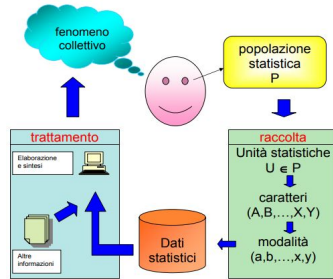 fenomeno
collettivo
popolazione
statistica
P
trattamento
Elaborazione
e sintesi
Altre
informazioni
raccolta
Unità statistiche
U ∈ P
caratteri
(A,B,…,X,Y)
modalità
(a,b,…,x,y)
Dati
statistici